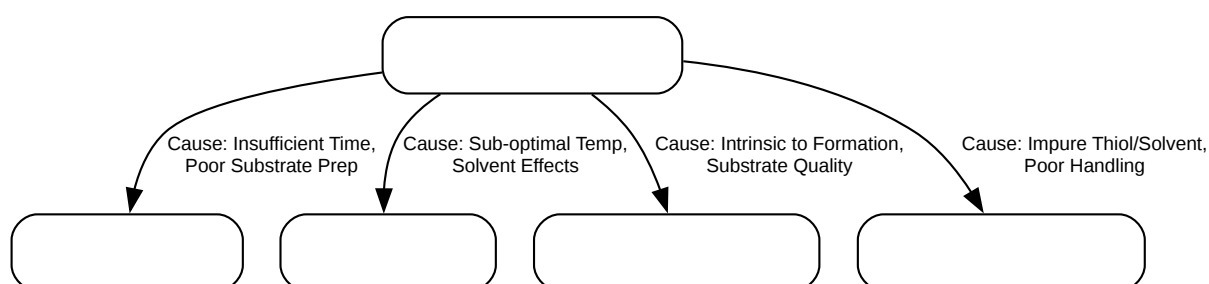 Cause: Insufficient Time,
Poor Substrate Prep
Cause: Sub-optimal Temp,
Solvent Effects
Cause: Intrinsic to Formation,
Substrate Quality
Cause: Impure Thiol/Solvent,
Poor Handling